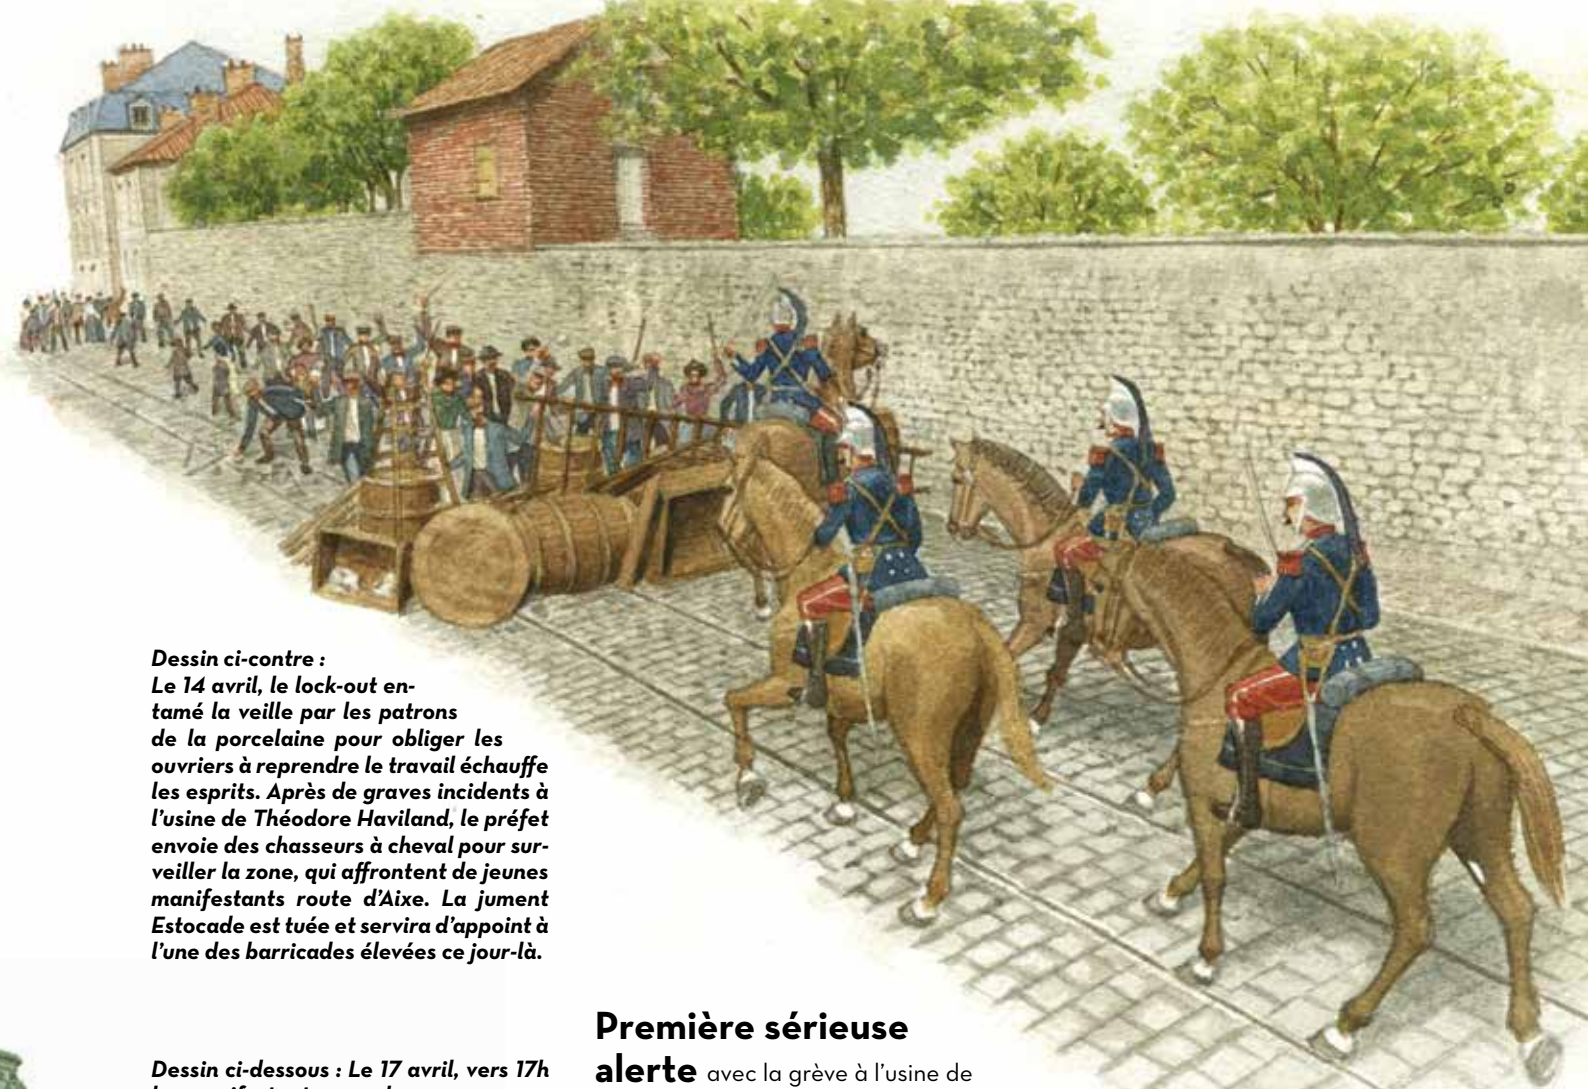 Dessin ci-contre :
Le 14 avril, le lock-out en-
tamé la veille par les patrons
de la porcelaine pour obliger les
ouvriers à reprendre le travail échauffe
les esprits. Après de graves incidents à
l'usine de Théodore Haviland, le préfet
envoie des chasseurs à cheval pour sur-
veiller la zone, qui affrontent de jeunes
manifestants route d'Aixe. La jument
Estocade est tuée et servira d'appoint à
l'une des barricades élevées ce jour-là.
Dessin ci-dessous : Le 17 avril, vers 17h
Première sérieuse
alerte avec la grève à l'usine de